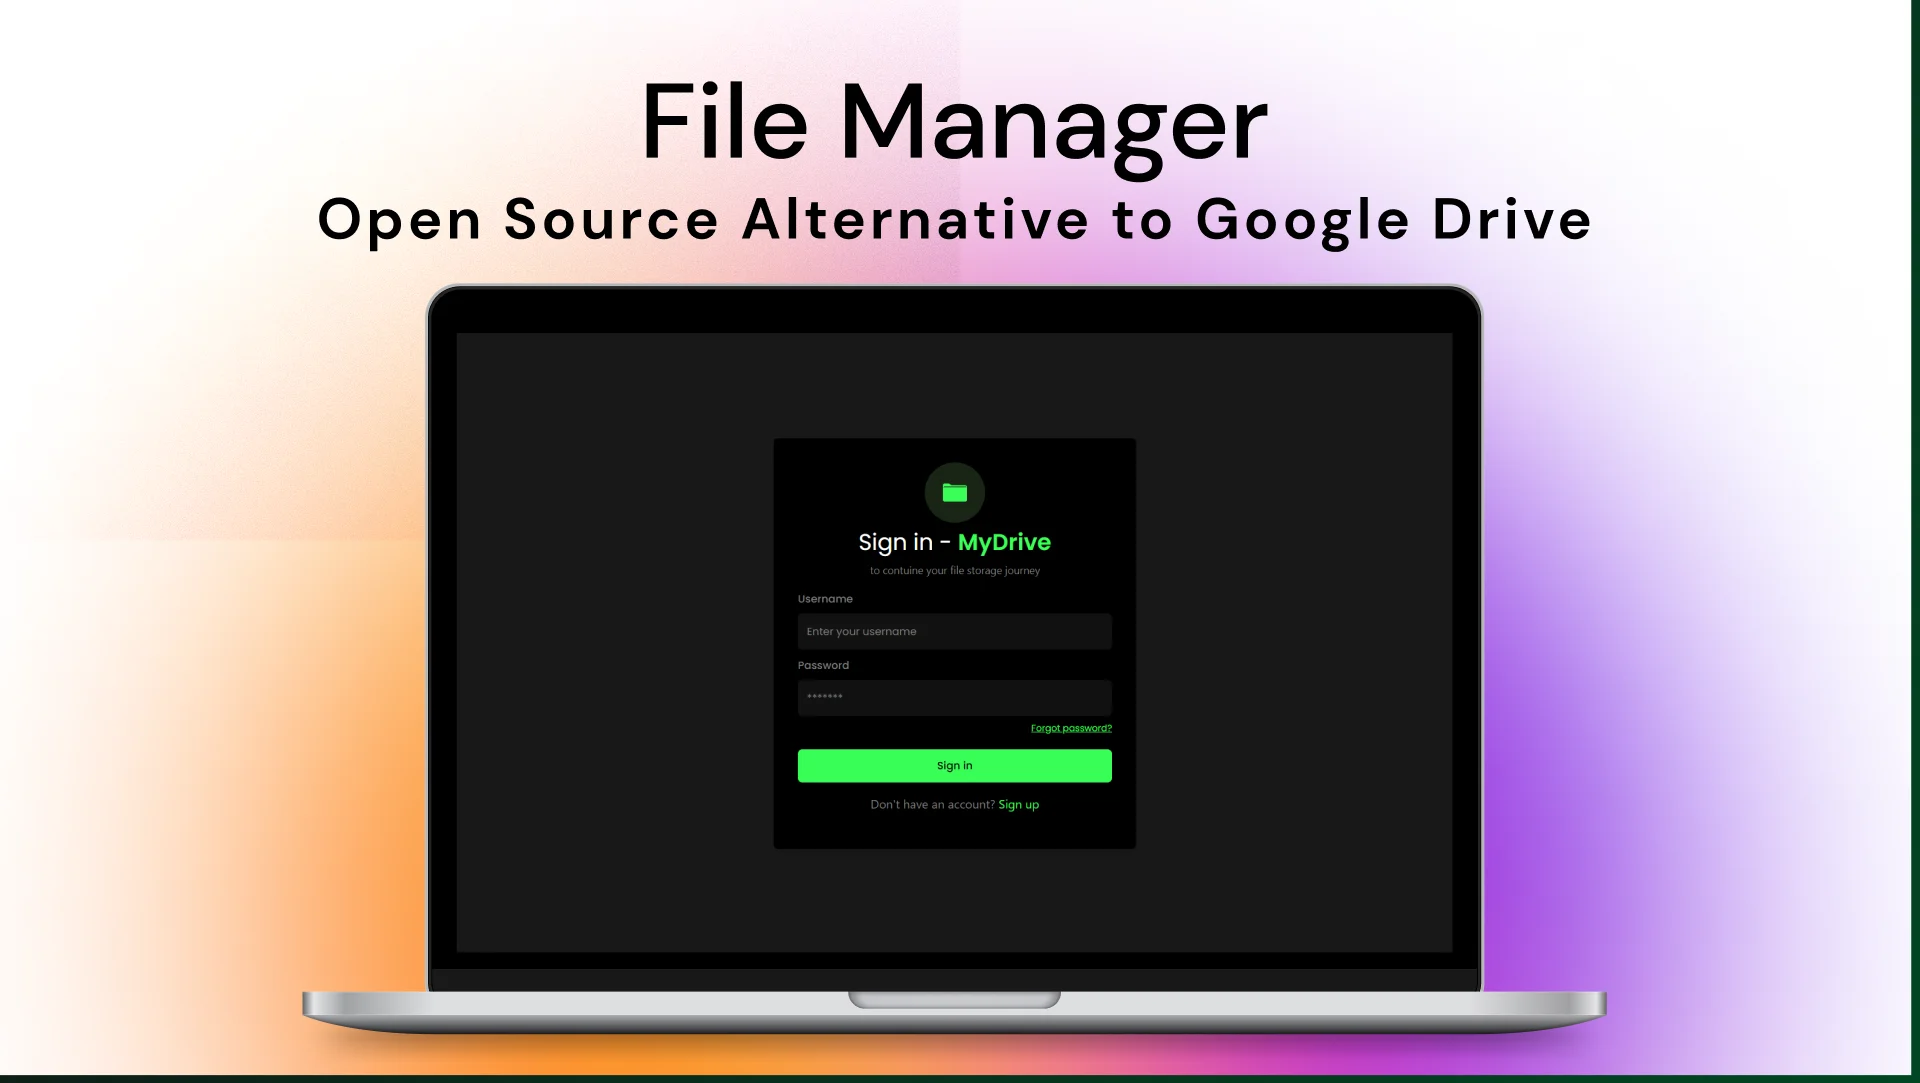 File Manager
Open Source Alternative to Google Drive
Sign in - MyDrive
to contuine your file storage journey
Username
Enter your username
Password
*******
Forgot password?
Sign in
Don't have an account? Sign up